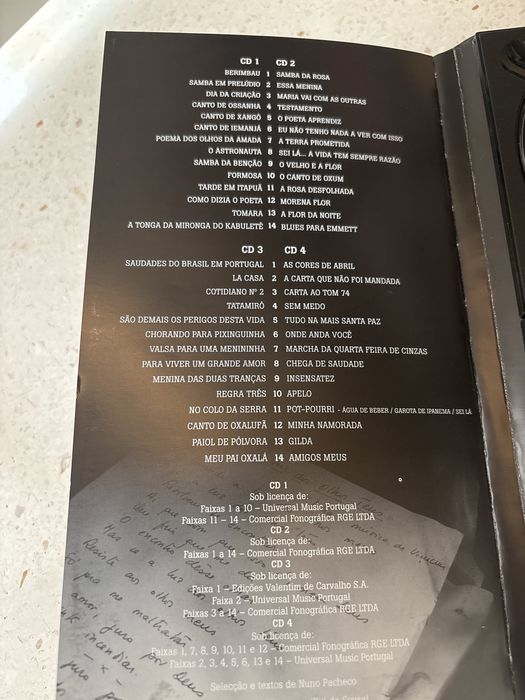 CD 1 CD 2
BERIMBAU 1 SAMBA DA ROSA
SAMBA EM PRELÚDIO 2 ESSA MENINA
DIA DA CRIAÇÃO 3 MARIA VAI COM AS OUTRAS
CANTO DE OSSANHA 4 TESTAMENTO
CANTO DE XANGÔ 5 O POETA APRENDIZ
CANTO DE IEMANJÁ 6 EU NÃO TENHO NADA A VER COM ISSO
POEMA DOS OLHOS DA AMADA 7 A TERRA PROMETIDA
O ASTRONAUTA 8 SEI LÁ... A VIDA TEM SEMPRE RAZÃO
SAMBA DA BENÇÃO 9 O VELHO E A FLOR
FORMOSA 10 O CANTO DE OXUM
TARDE EM ITAPUÃ 11 A ROSA DESFOLHADA
COMO DIZIA O POETA 12 MORENA FLOR
TOMARA 13 A FLOR DA NOITE
A TONGA DA MIRONGA DO KABULETÊ 14 BLUES PARA EMMETT
CD 3 CD 4
SAUDADES DO BRASIL EM PORTUGAL 1 AS CORES DE ABRIL
LA CASA 2 A CARTA QUE NÃO FOI MANDADA
COTIDIANO Nº 2 3 CARTA AO TOM 74
TATAMIRÔ 4 SEM MEDO
SÃO DEMAIS OS PERIGOS DESTA VIDA 5 TUDO NA MAIS SANTA PAZ
CHORANDO PARA PIXINGUINHA 6 ONDE ANDA VOCÊ
VALSA PARA UMA MENININHA 7 MARCHA DA QUARTA FEIRA DE CINZAS
PARA VIVER UM GRANDE AMOR 8 CHEGA DE SAUDADE
MENINA DAS DUAS TRANÇAS 9 INSENSATEZ
REGRA TRÊS 10 APELO
NO COLO DA SERRA 11 POT-POURRI - ÁGUA DE BEBER / GAROTA DE IPANEMA / SEI LÁ
CANTO DE OXALUFÃ 12 MINHA NAMORADA
PAIOL DE PÓLVORA 13 GILDA
MEU PAI OXALÁ 14 AMIGOS MEUS
CD 1
Sob licença de:
Faixas 1 a 10 – Universal Music Portugal
Faixas 11 - 14 – Comercial Fonográfica RGE LTDA
CD 2
Sob licença de:
Faixas 1 a 14 – Comercial Fonográfica RGE LTDA
CD 3
Faixa 1 – Edições Valentim de Carvalho S.A.
Faixa 2 – Universal Music Portugal
Faixas 3 a 14 – Comercial Fonográfica RGE LTDA
CD 4
Sob licença de:
Faixas 1, 7, 8, 9, 10, 11 e 12 – Comercial Fonográfica RGE LTDA
Faixas 2, 3, 4, 5, 6, 13 e 14 – Universal Music Portugal
Selecção e textos de Nuno Pacheco